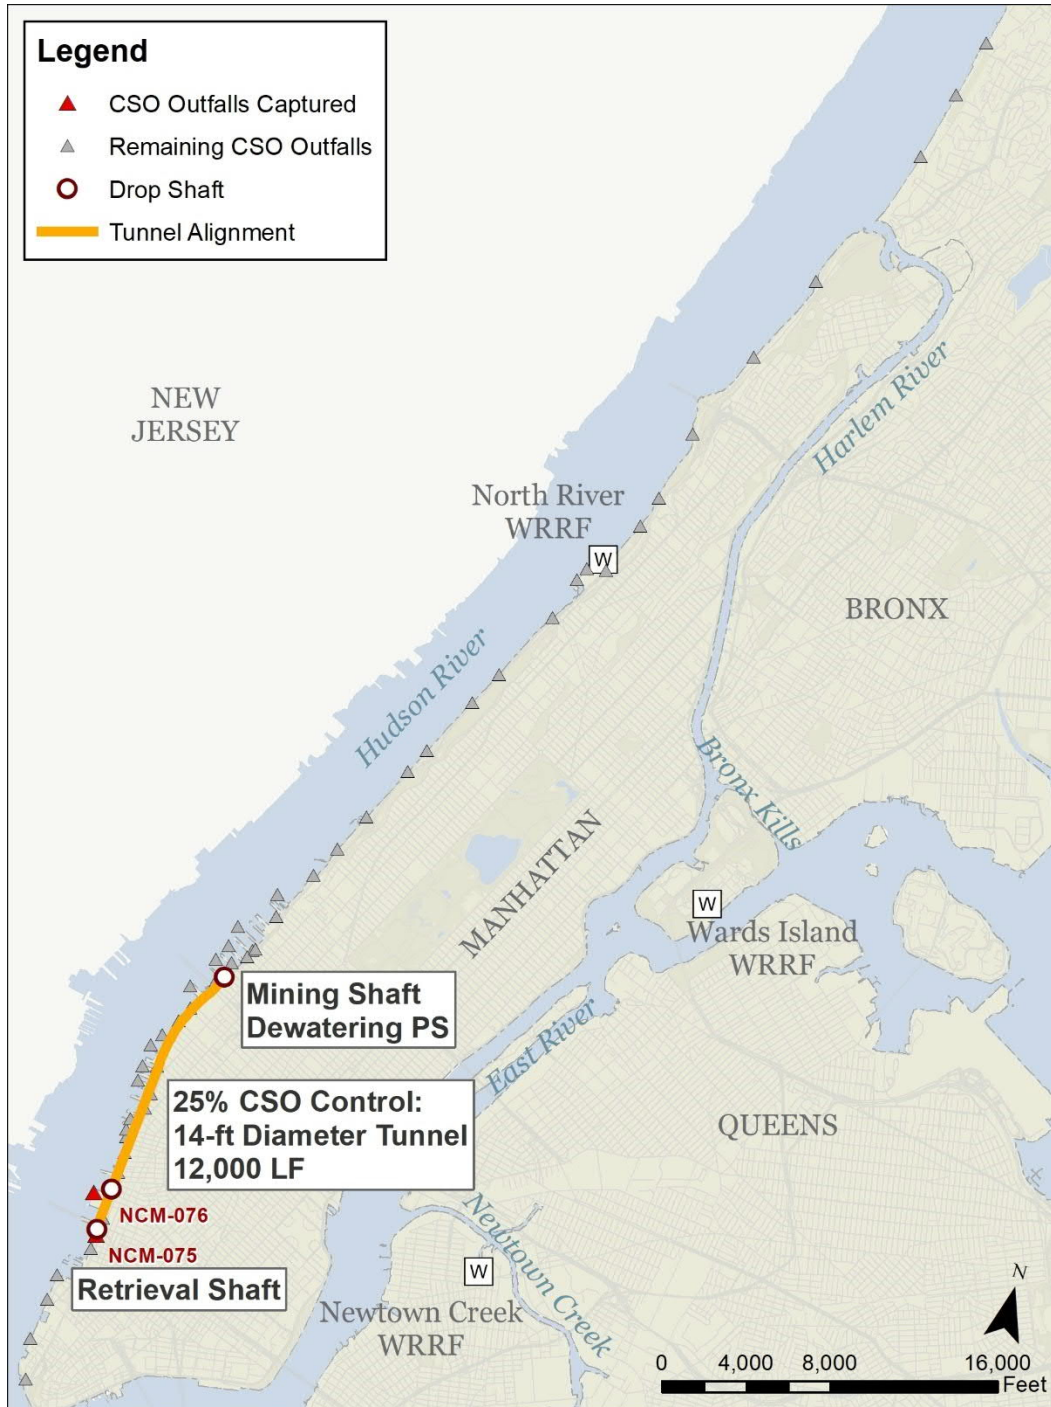 Legend
CSO Outfalls Captured
Remaining CSO Outfalls
Drop Shaft
Tunnel Alignment
NEW
JERSEY
Harlem River
North River
WRRF
W
BRONX
Hudson River
Bronx Kills
MANHATTAN
W
Wards Island
WRRF
Mining Shaft
Dewatering PS
East River
25% CSO Control:
14-ft Diameter Tunnel
12,000 LF
QUEENS
NCM-076
NCM-075
Retrieval Shaft
Newtown Creek
W
Newtown Creek
WRRF
N
0 4,000 8,000 16,000
Feet